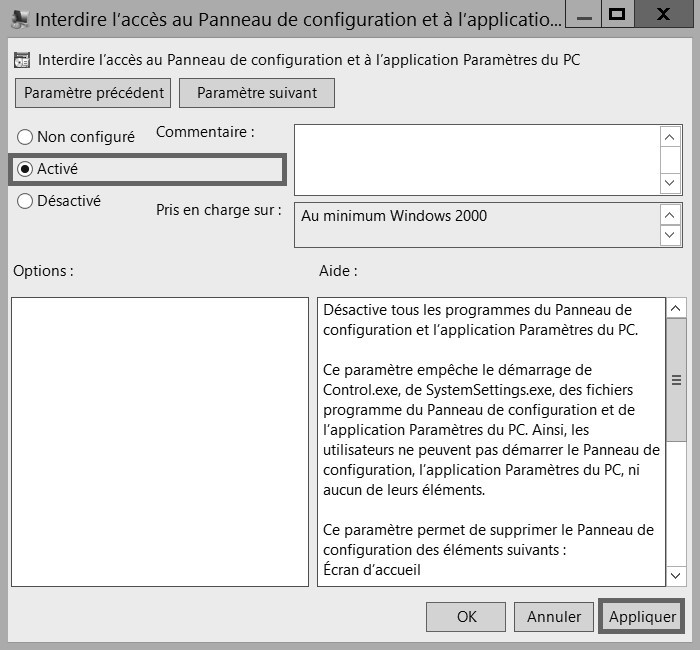 Interdire l'accès au Panneau de configuration et à l'applicatio...
Interdire l'accès au Panneau de configuration et à l'application Paramètres du PC
Paramètre précédent
Paramètre suivant
Non configuré
Commentaire :
Activé
Désactivé
Pris en charge sur :
Au minimum Windows 2000
Options :
Aide :
Désactive tous les programmes du Panneau de
configuration et l'application Paramètres du PC.
Ce paramètre empêche le démarrage de
Control.exe, de SystemSettings.exe, des fichiers
programme du Panneau de configuration et de
l'application Paramètres du PC. Ainsi, les
utilisateurs ne peuvent pas démarrer le Panneau de
configuration, l'application Paramètres du PC, ni
aucun de leurs éléments.
Ce paramètre permet de supprimer le Panneau de
configuration des éléments suivants :
Écran d'accueil
OK
Annuler
Appliquer